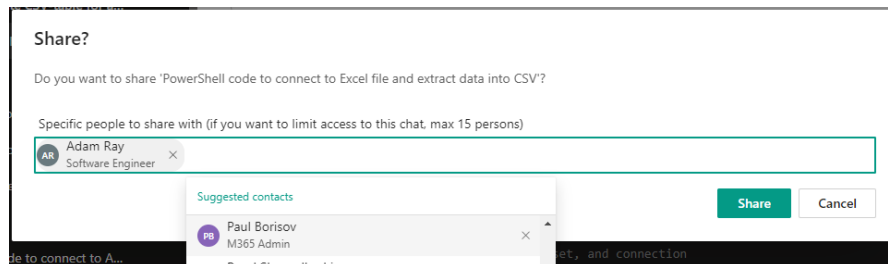 Share?
Do you want to share 'PowerShell code to connect to Excel file and extract data into CSV'?
Specific people to share with (if you want to limit access to this chat, max 15 persons)
AR
Adam Ray
Software Engineer
Suggested contacts
Share
Cancel
PB
Paul Borisov
M365 Admin
de to connect to A...
set, and connection